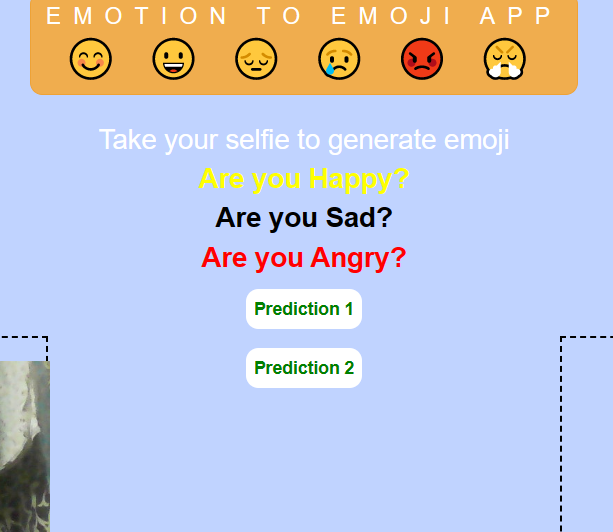 EMOTION TO EMOJI APP
Take your selfie to generate emoji
Are you Happy?
Are you Sad?
Are you Angry?
Prediction 1
Prediction 2